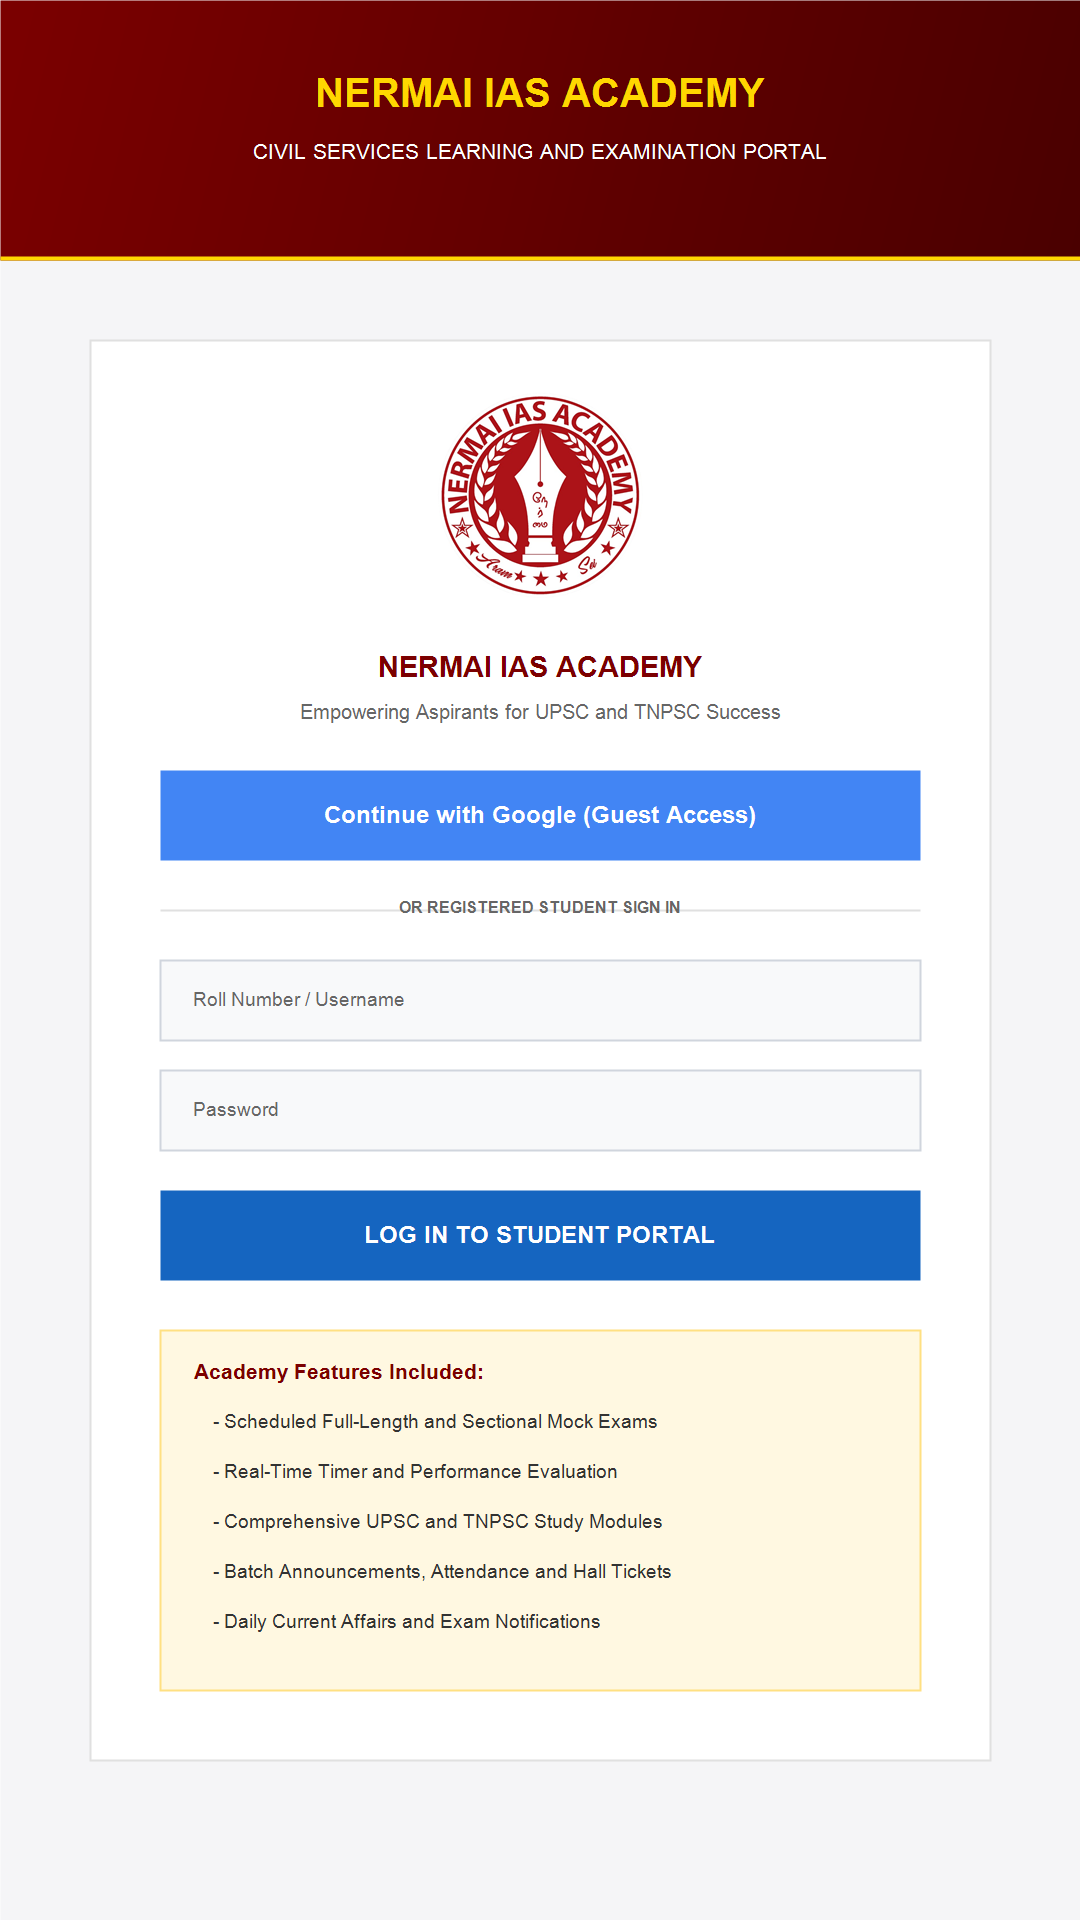 NERMAI IAS ACADEMY
CIVIL SERVICES LEARNING AND EXAMINATION PORTAL
NERMAI IAS ACADEMY
நே
ர்
மை
Aram Sei
NERMAI IAS ACADEMY
Empowering Aspirants for UPSC and TNPSC Success
Continue with Google (Guest Access)
OR REGISTERED STUDENT SIGN IN
Roll Number / Username
Password
LOG IN TO STUDENT PORTAL
Academy Features Included:
- Scheduled Full-Length and Sectional Mock Exams
- Real-Time Timer and Performance Evaluation
- Comprehensive UPSC and TNPSC Study Modules
- Batch Announcements, Attendance and Hall Tickets
- Daily Current Affairs and Exam Notifications